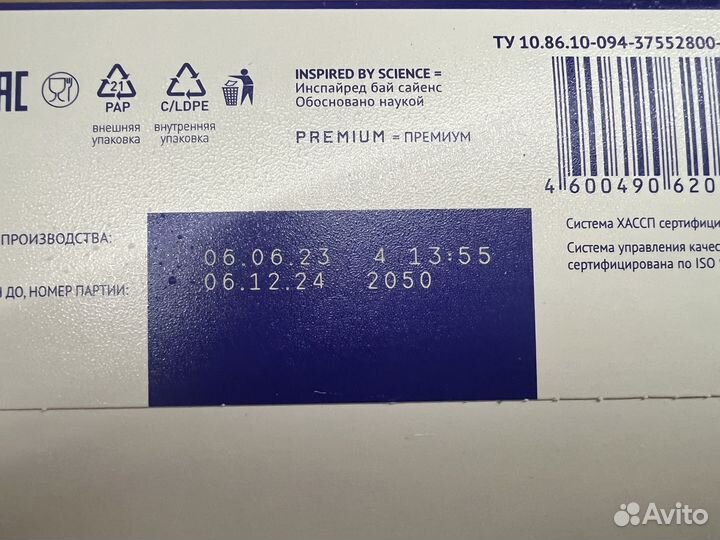 ТУ 10.86.10-094-37552800-
ЕАС
21
PAP
C/LDPE
внешняя
упаковка
внутренняя
упаковка
INSPIRED BY SCIENCE =
Инспайред бай сайенс
Обосновано наукой
PREMIUM = ПРЕМИУМ
4 600490 620
Система ХАССП сертифици
Система управления качес
сертифицирована по ISO
ПРОИЗВОДСТВА:
06.06.23 4 13:55
ДО, НОМЕР ПАРТИИ:
06.12.24 2050
Avito